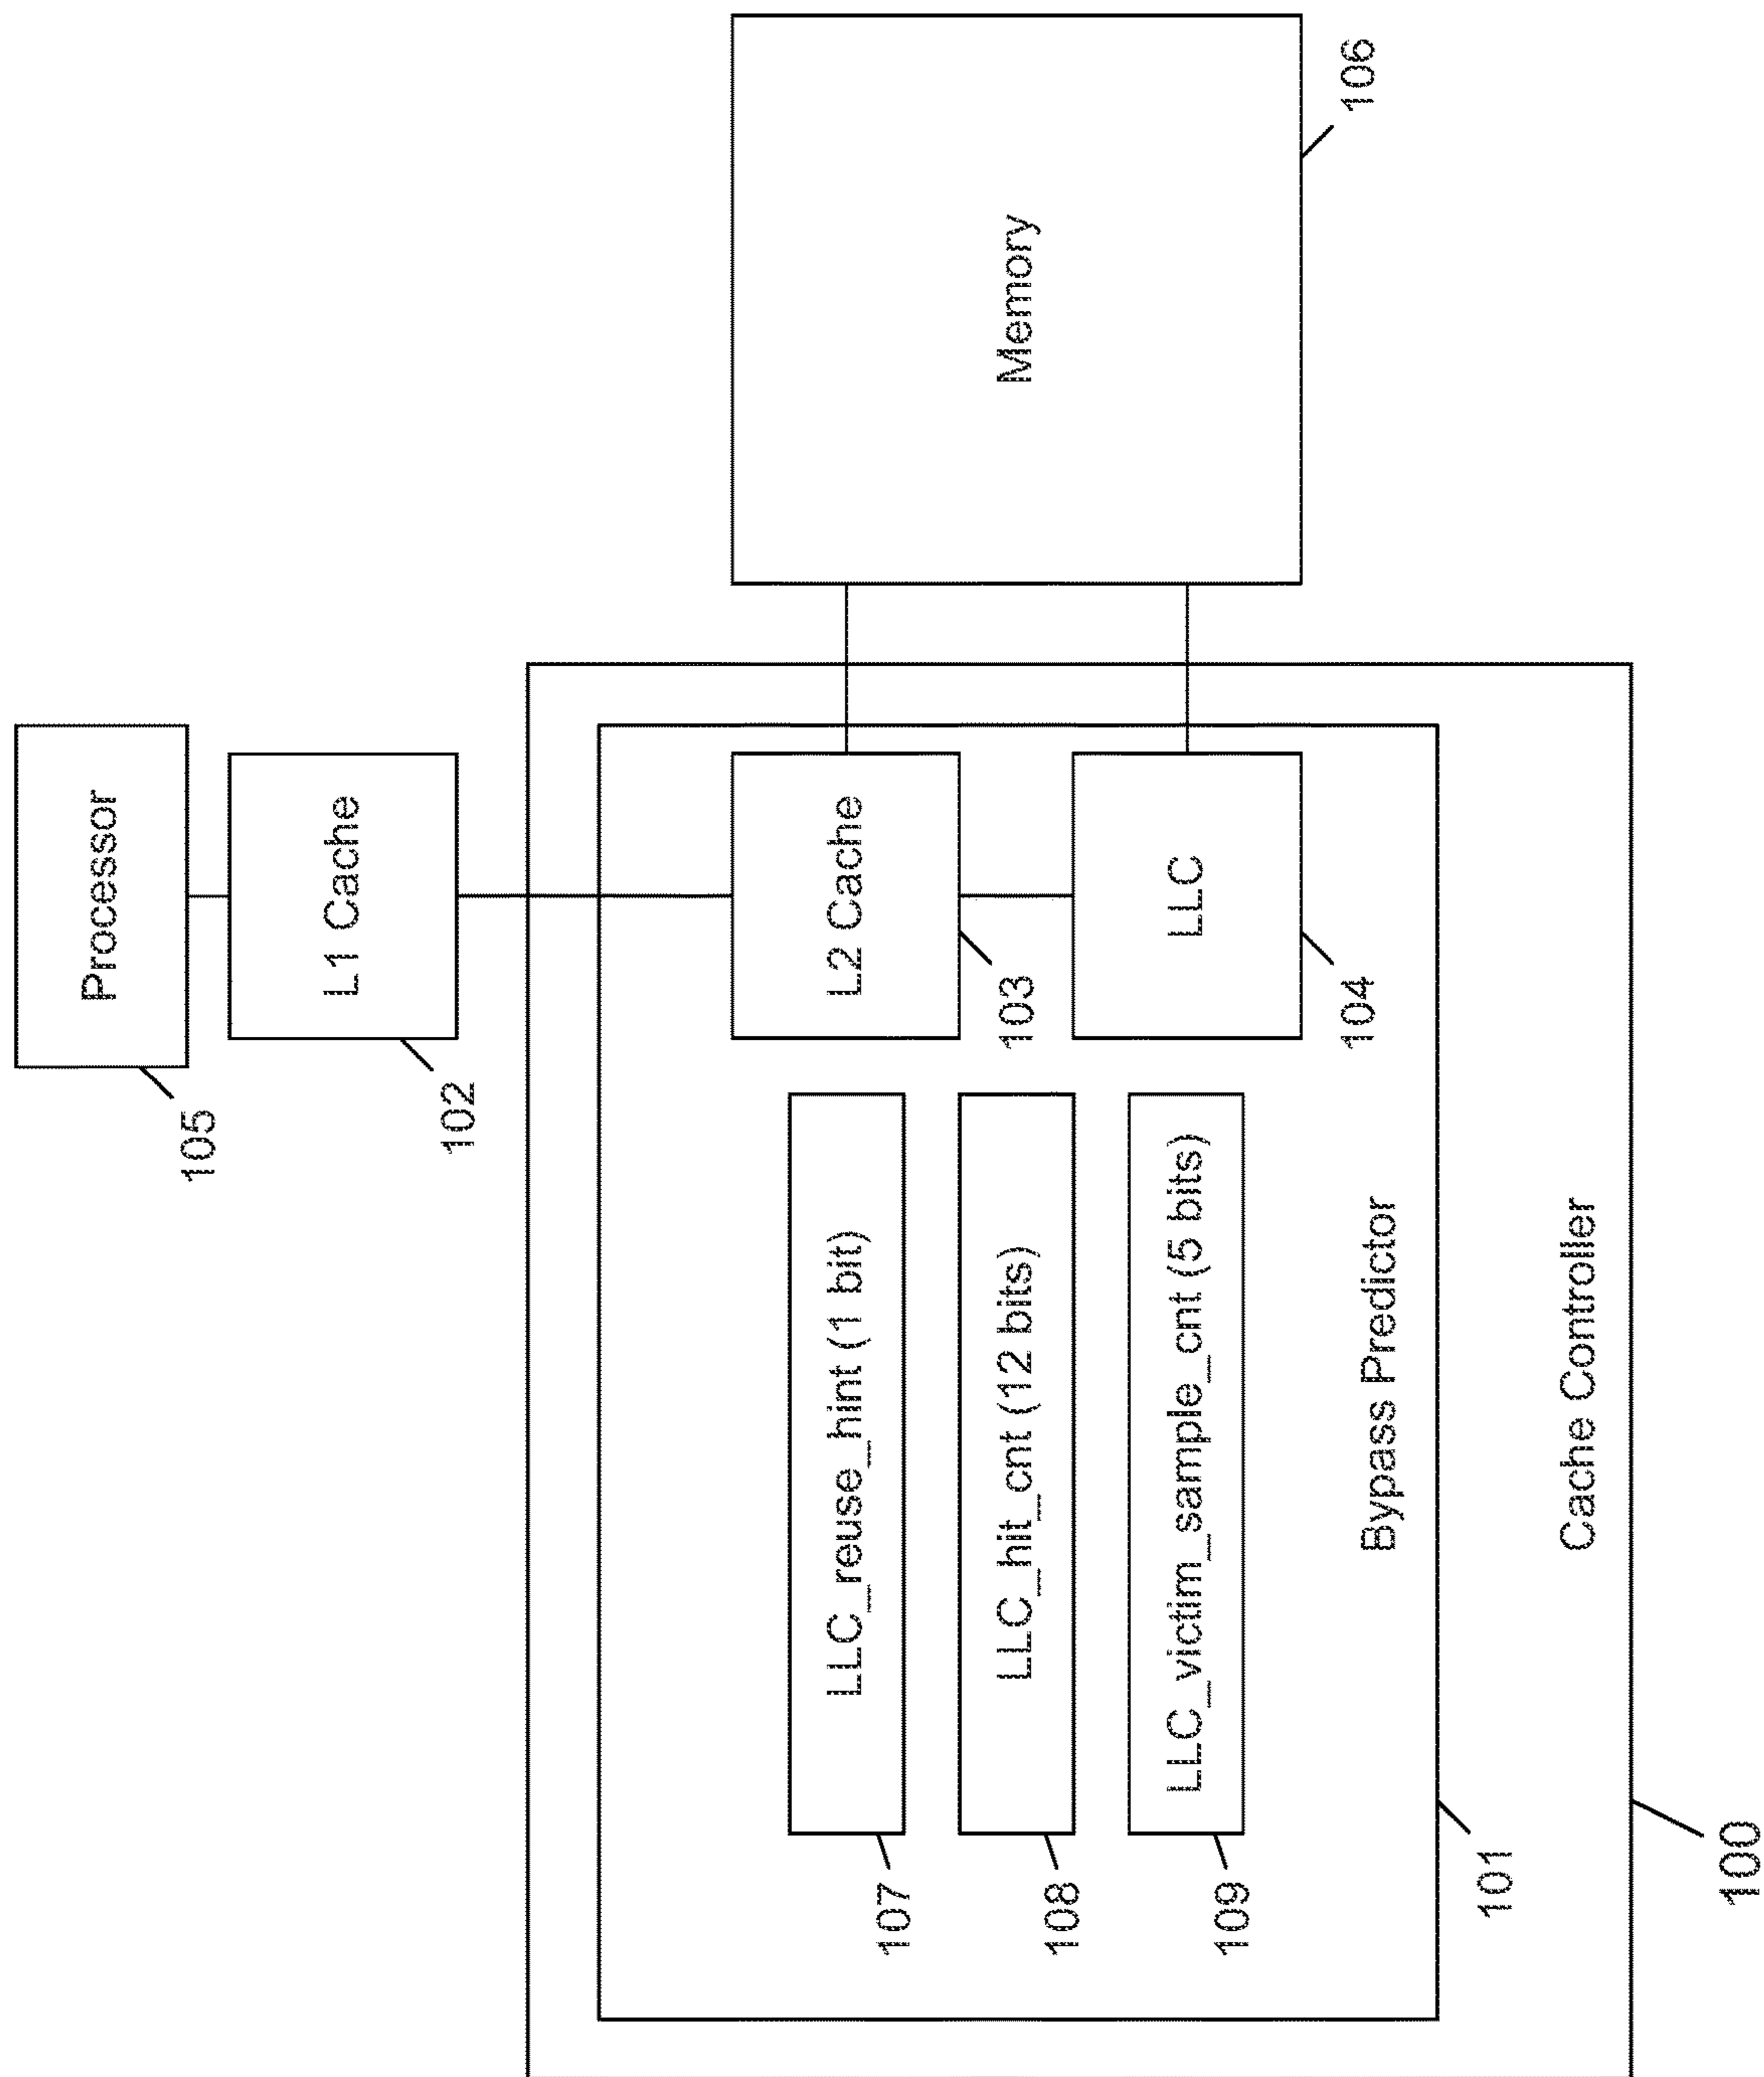 Processor
105
L1 Cache
102
L2 Cache
103
LLC
104
Memory
106
LLC_reuse_hint (1 bit)
107
LLC_hit_cnt (12 bits)
108
LLC_victim_sample_cnt (5 bits)
109
Bypass Predictor
101
Cache Controller
100